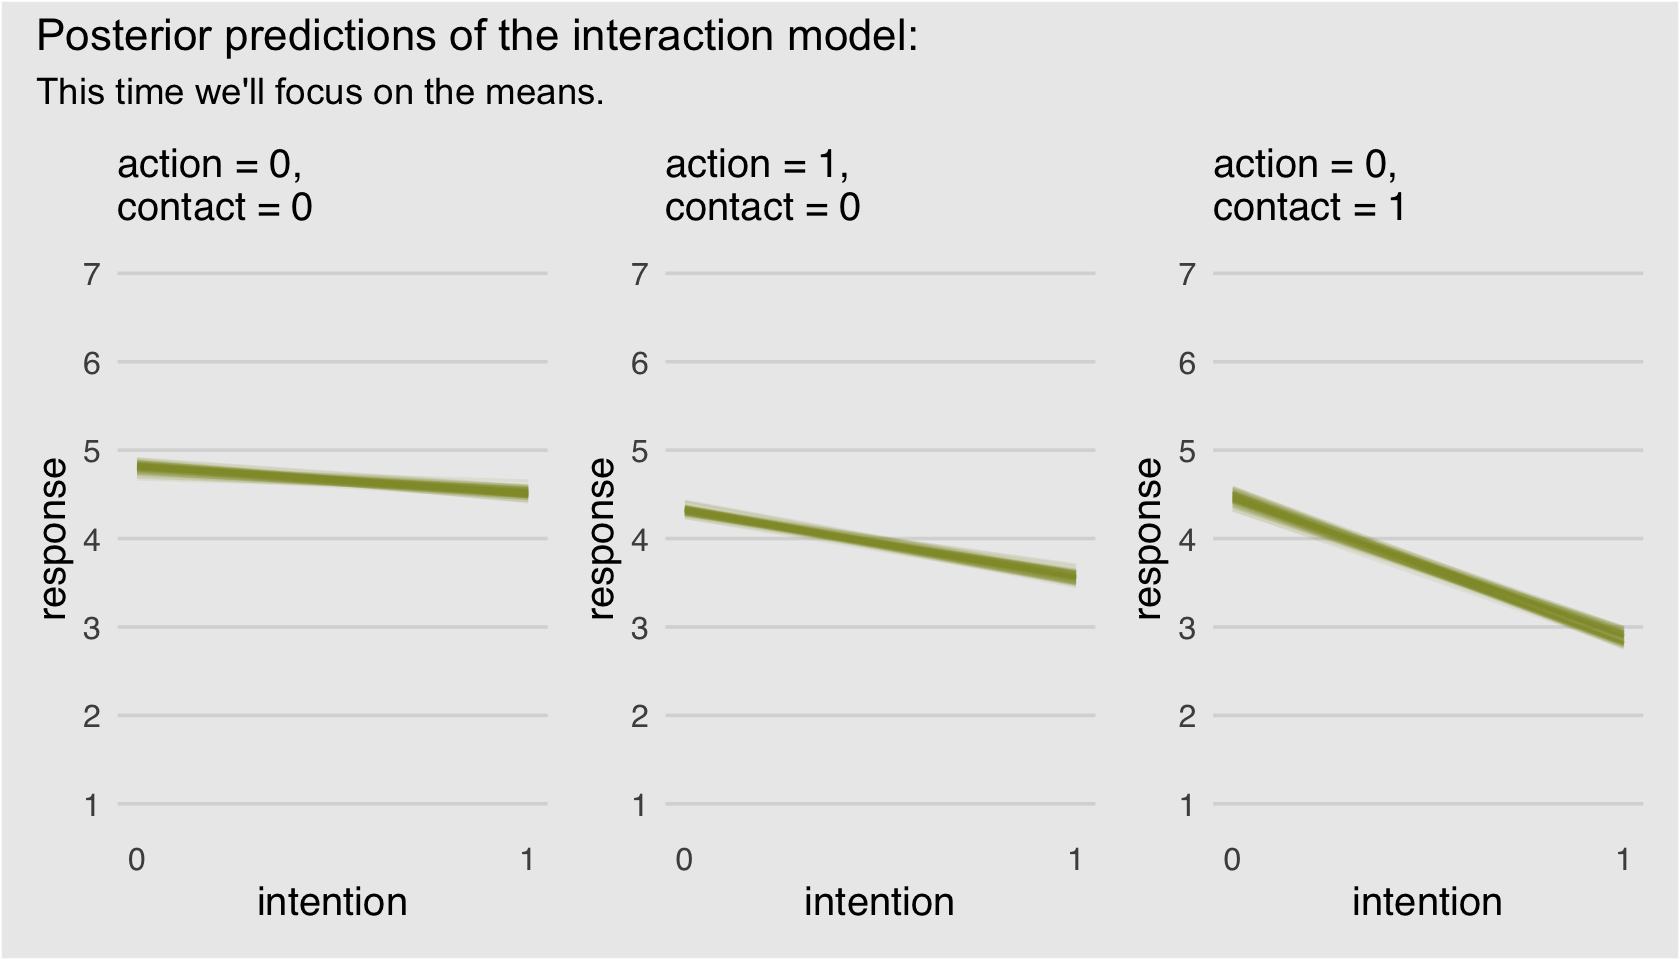 Posterior predictions of the interaction model:
This time we'll focus on the means.
action = 0,
contact = 0
7
6
5
4
3
2
1
response
0 1
intention
action = 1,
contact = 0
7
6
5
4
3
2
1
response
0 1
intention
action = 0,
contact = 1
7
6
5
4
3
2
1
response
0 1
intention